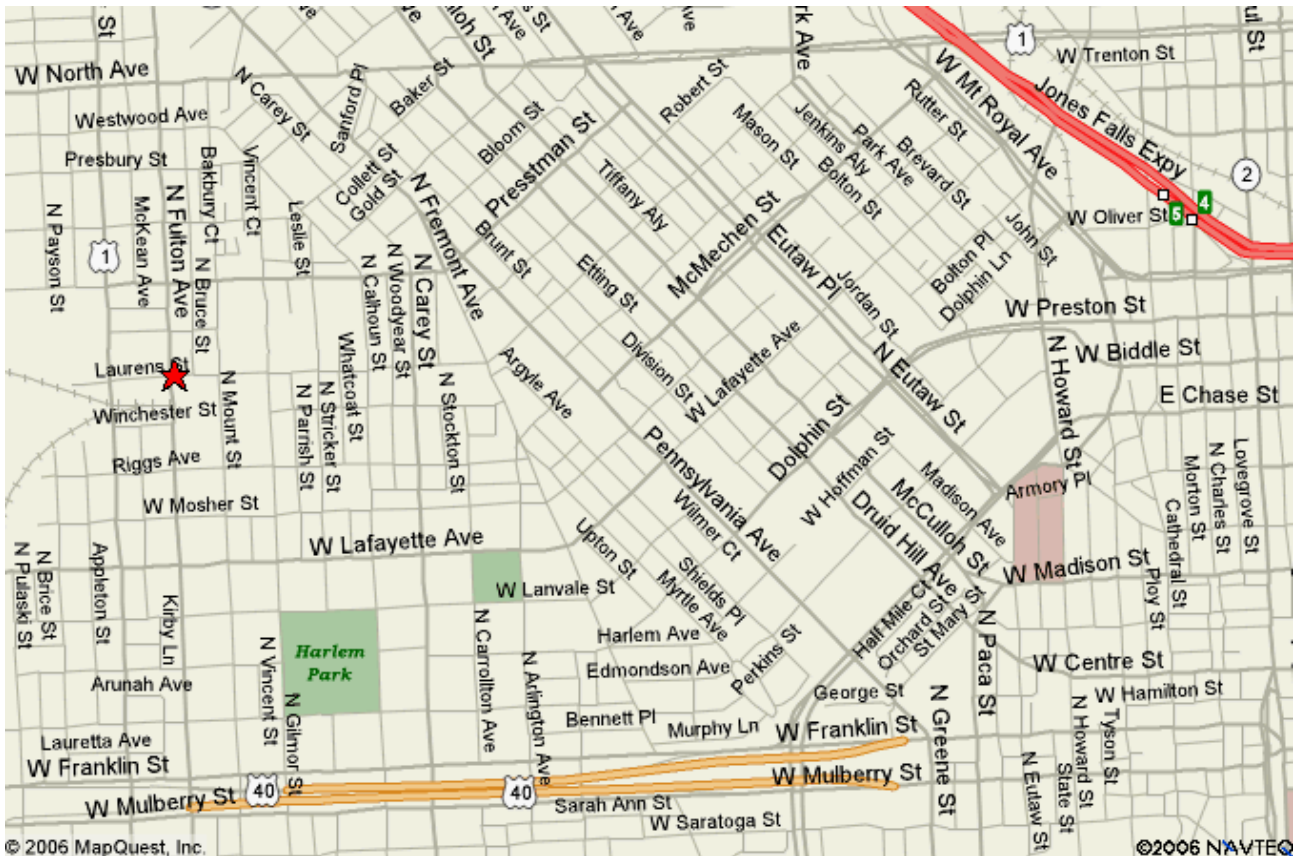 W North Ave
Westwood Ave
Presbury St
N Payson St
McKean Ave
N Fulton Ave
Bakbury Ct
N Bruce St
Vincent Ct
N Carey St
Sanford Pl
Baker St
Leslie St
Collett St
Gold St
Bloom St
Presstman St
Tiffany Aly
Robert St
Mason St
McMechen St
Jenkins Aly
Bolton St
Park Ave
Brevard St
Rutter St
W Mt Royal Ave
Jones Falls Expy
1
W Trenton St
2
W Oliver St
5
4
John St
Bolton Pl
Dolphin Ln
W Preston St
W Biddle St
E Chase St
1
Laurens St
Winchester St
Riggs Ave
W Mosher St
N Mount St
N Parrish St
N Stricker St
Whatcoat St
N Calhoun St
N Woodyear St
N Carey St
N Stockton St
N Fremont Ave
Brunt St
Etting St
Division St
W Lafayette Ave
Argyle Ave
Eutaw Pl
Jordan St
N Eutaw St
N Howard St
Dolphin St
Pennsylvania Ave
Wilmer Ct
W Hoffman St
Madison Ave
McCulloh St
Druid Hill Ave
Armory Pl
W Madison St
Lovegrove St
N Charles St
Morton St
Cathedral St
Ploy St
W Lafayette Ave
Upton St
Shields Pl
Myrtle Ave
W Lanvale St
N Pulaski St
N Brice St
Appleton St
Kirby Ln
Arunah Ave
N Vincent St
N Gilmor St
Harlem
Park
N Carrollton Ave
N Arlington Ave
Harlem Ave
Edmondson Ave
Perkins St
Bennett Pl
Murphy Ln
George St
Half Mile Ct
Orchard St
St Mary St
N Paca St
N Greene St
W Centre St
W Hamilton St
N Howard St
Tyson St
State St
N Eutaw St
Lauretta Ave
W Franklin St
W Franklin St
W Mulberry St
W Mulberry St
40
40
Sarah Ann St
W Saratoga St
© 2006 MapQuest, Inc.
©2006 NAVTEQ